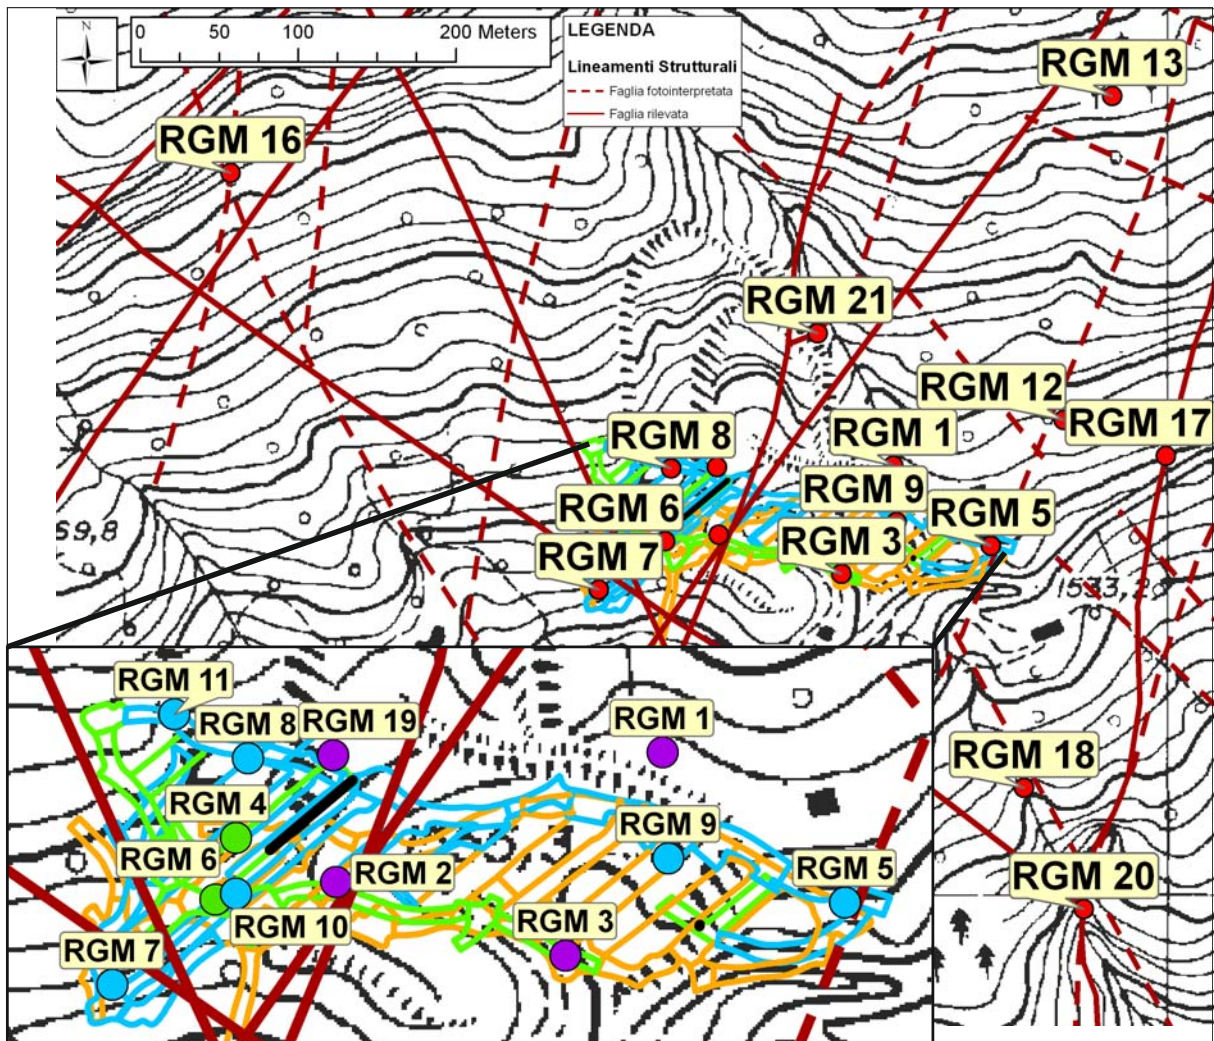 N
0 50 100 200 Meters
LEGENDA
Lineamenti Strutturali
Faglia fotointerpretata
Faglia rilevata
RGM 13
RGM 16
RGM 21
RGM 12
RGM 8
RGM 1
RGM 17
RGM 6
RGM 9
RGM 5
RGM 7
RGM 3
59,8
1533,2
RGM 11
RGM 8
RGM 19
RGM 1
RGM 4
RGM 9
RGM 6
RGM 2
RGM 5
RGM 10
RGM 3
RGM 7
RGM 18
RGM 20